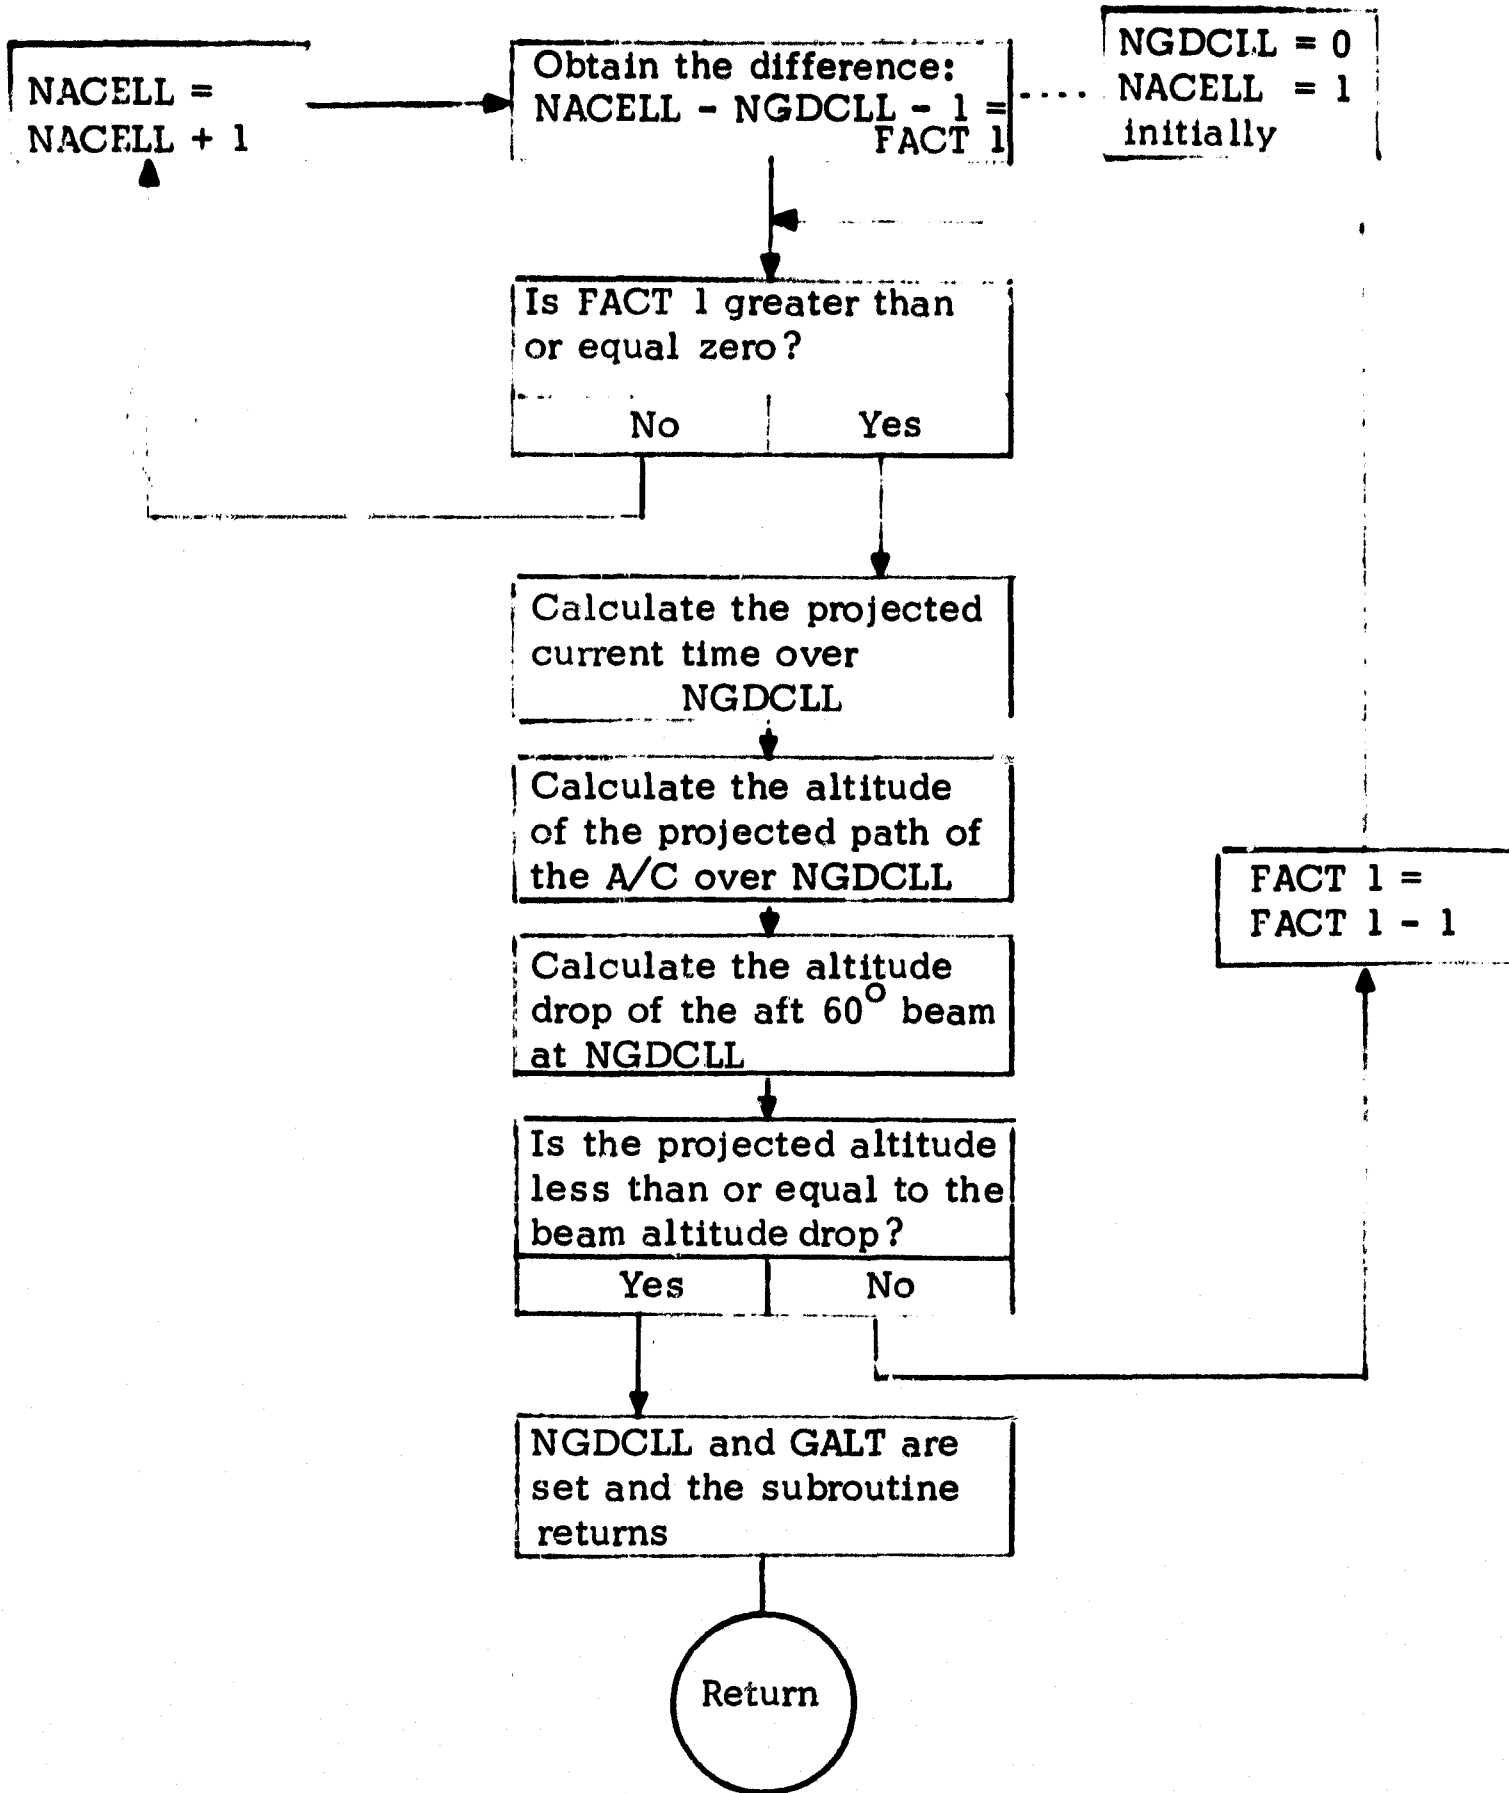 NACELL =
NACELL + 1
Obtain the difference:
NACELL - NGDCLL - 1 =
FACT 1
NGDCLL = 0
NACELL = 1
initially
Is FACT 1 greater than
or equal zero?
No
Yes
Calculate the projected
current time over
NGDCLL
Calculate the altitude
of the projected path of
the A/C over NGDCLL
FACT 1 =
FACT 1 - 1
Calculate the altitude
drop of the aft 60° beam
at NGDCLL
Is the projected altitude
less than or equal to the
beam altitude drop?
Yes
No
NGDCLL and GALT are
set and the subroutine
returns
Return